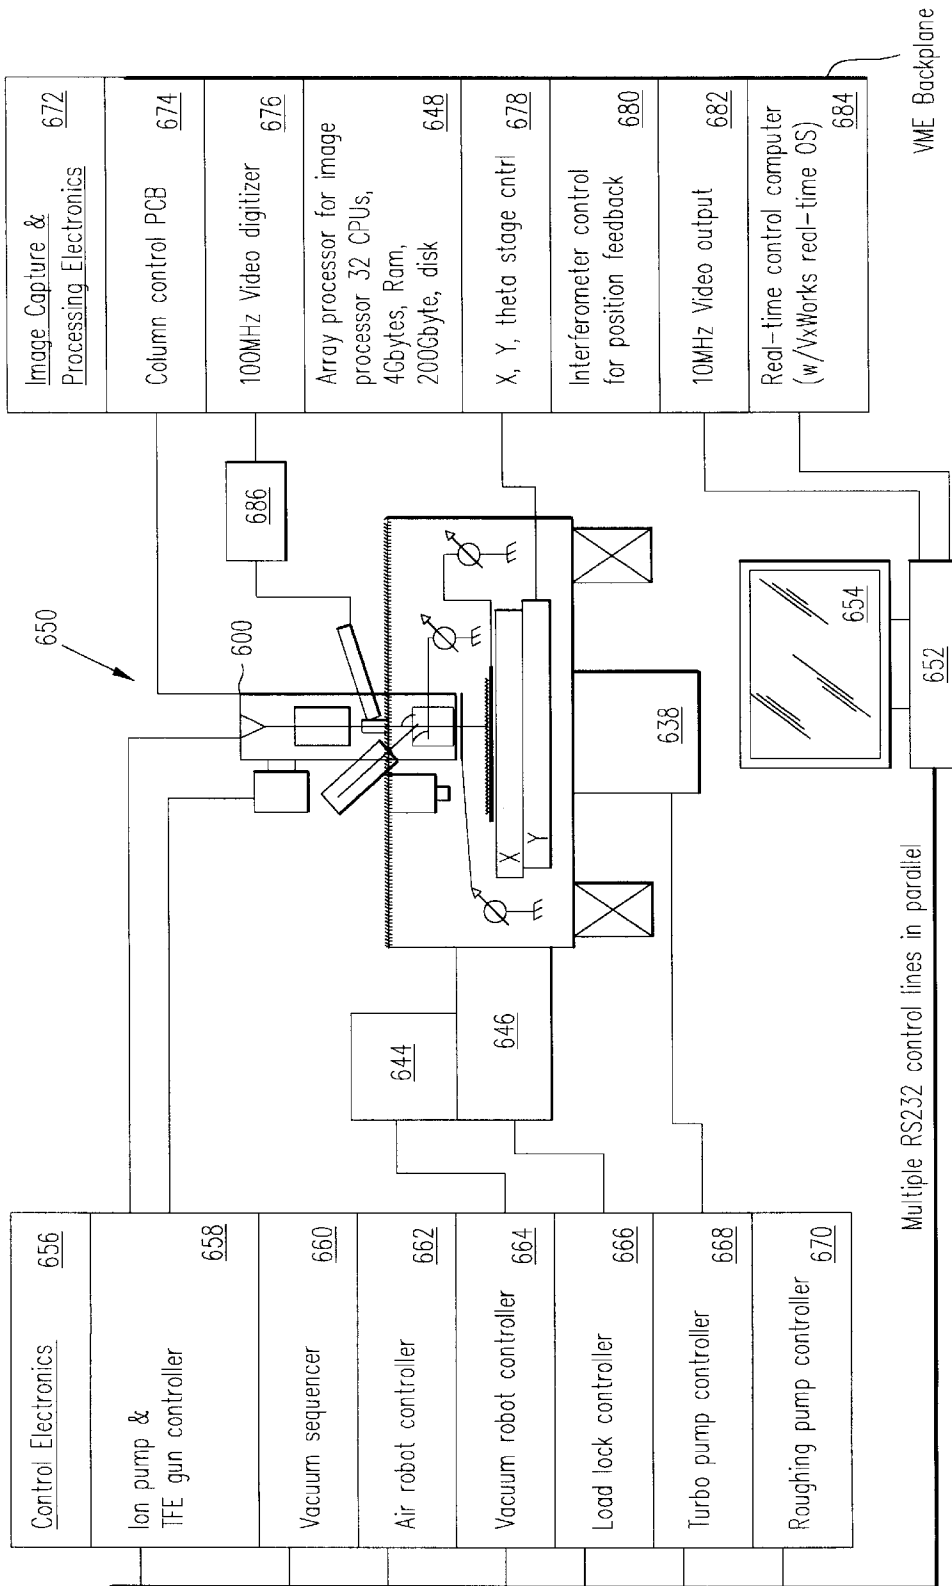 Control Electronics 656
Ion pump &
TFE gun controller 658
Vacuum sequencer 660
Air robot controller 662
Vacuum robot controller 664
Load lock controller 666
Turbo pump controller 668
Roughing pump controller 670
Multiple RS232 control lines in parallel
650
600
644
646
X
Y
638
686
654
652
Image Capture &
Processing Electronics 672
Column control PCB 674
100MHz Video digitizer 676
Array processor for image
processor 32 CPUs,
4Gbytes, Ram,
200Gbyte, disk 648
X, Y, theta stage cntrl 678
Interferometer control
for position feedback 680
10MHz Video output 682
Real-time control computer
(w/VxWorks real-time OS) 684
VME Backplane